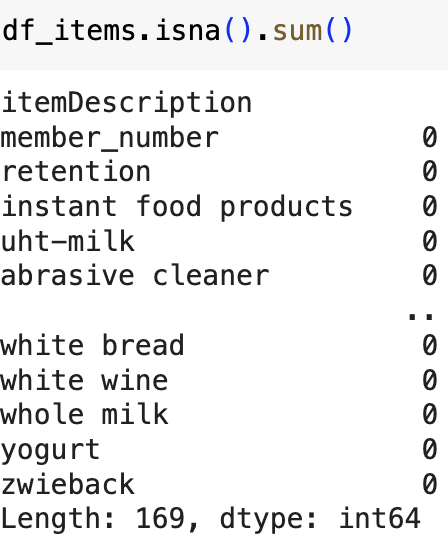 df_items.isna().sum()
itemDescription
member_number 0
retention 0
instant food products 0
uht-milk 0
abrasive cleaner 0
..
white bread 0
white wine 0
whole milk 0
yogurt 0
zwieback 0
Length: 169, dtype: int64